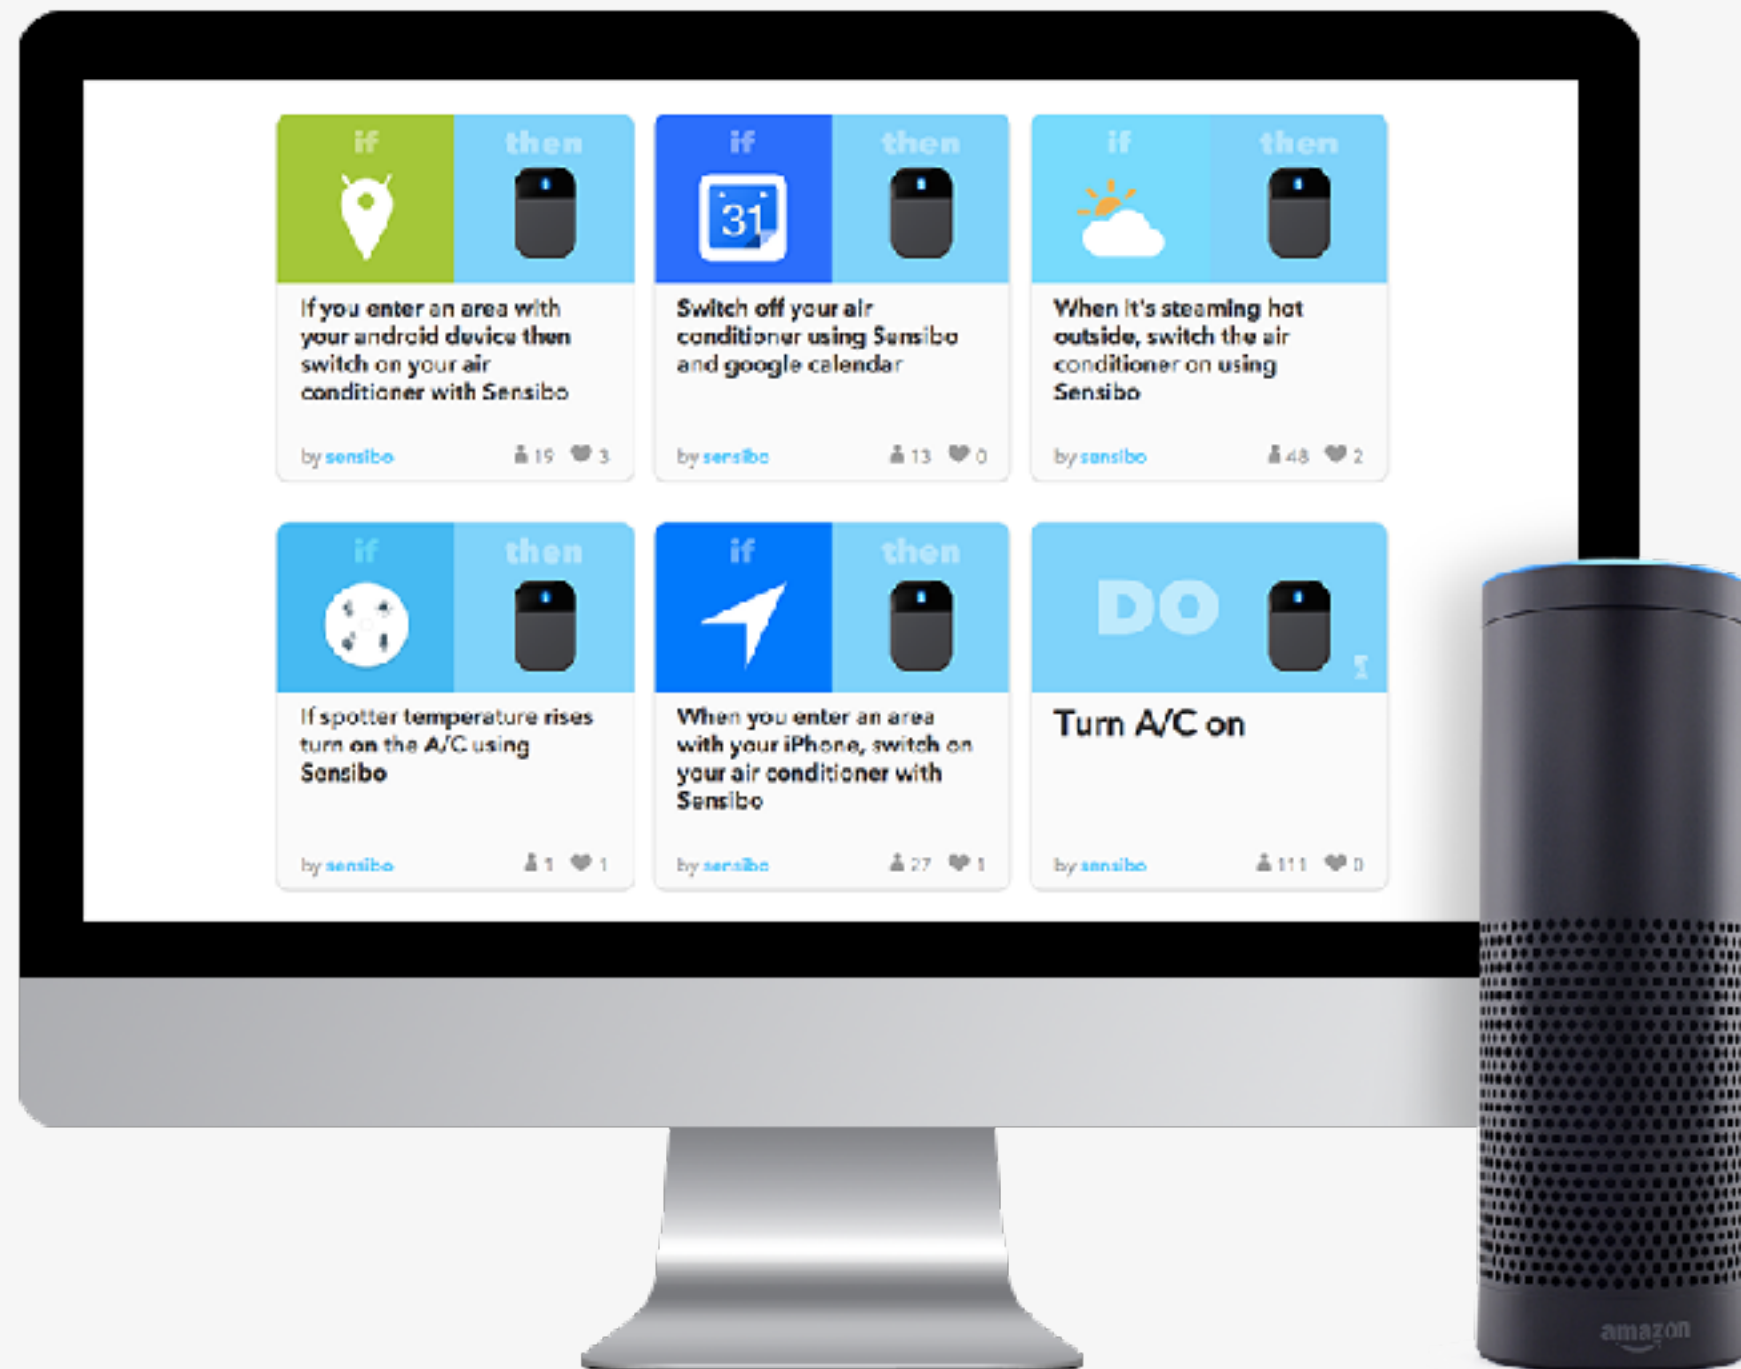 if then
if then
if then
31
If you enter an area with
your android device then
switch on your air
conditioner with Sensibo
by sensibo 19 3
Switch off your air
conditioner using Sensibo
and google calendar
by sensibo 13 0
When it's steaming hot
outside, switch the air
conditioner on using
Sensibo
by sensibo 48 2
if then
if then
DO
If spotter temperature rises
turn on the A/C using
Sensibo
by sensibo 1 1
When you enter an area
with your iPhone, switch on
your air conditioner with
Sensibo
by sensibo 27 1
Turn A/C on
by sensibo 111 0
amazon